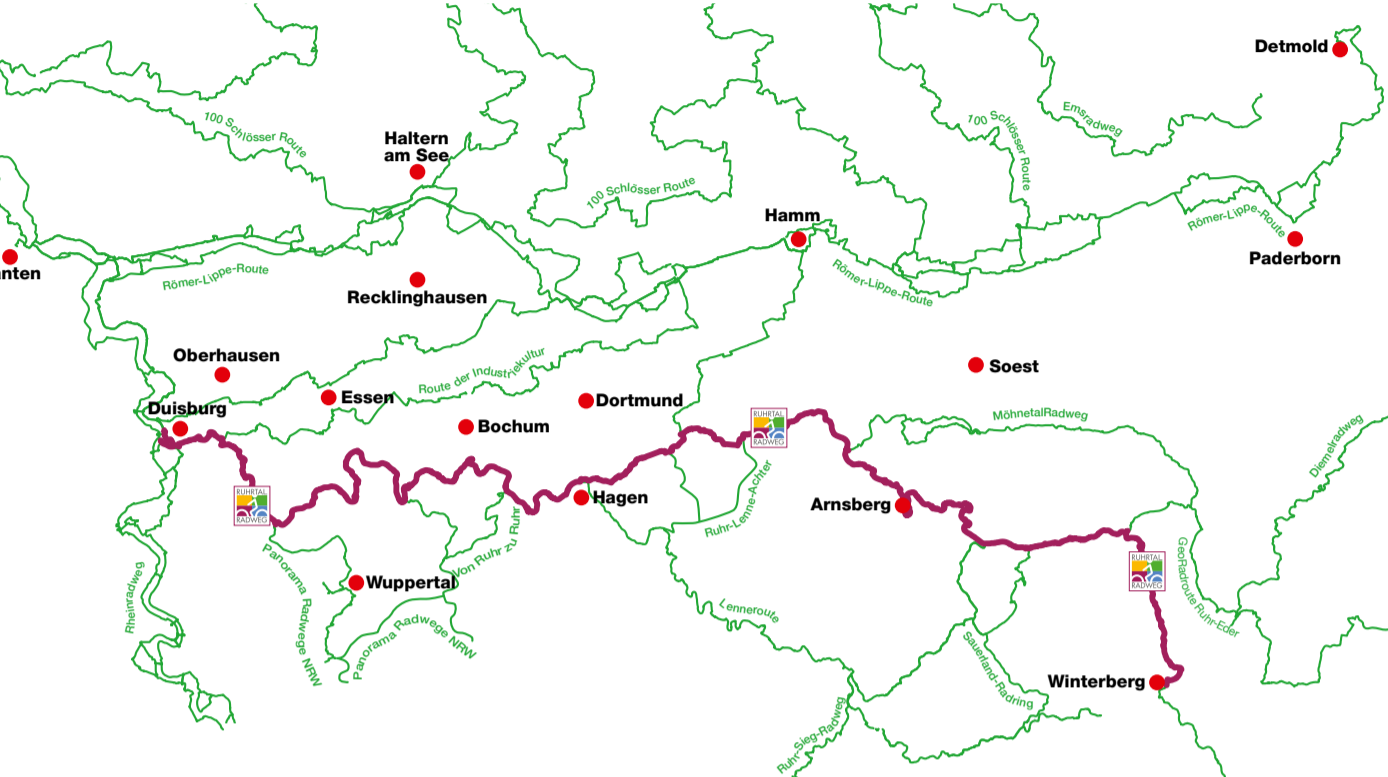 Detmold
100 Schlösser Route
Haltern
am See
100 Schlösser Route
Emsradweg
100 Schlösser Route
Hamm
Römer-Lippe-Route
Paderborn
nten
Römer-Lippe-Route
Recklinghausen
Römer-Lippe-Route
Oberhausen
Essen
Route der Industriekultur
Soest
Duisburg
Dortmund
Bochum
RUHRTAL
RADWEG
MöhnetalRadweg
Diemelradweg
RUHRTAL
RADWEG
Hagen
Ruhr-Lenne-Achter
Arnsberg
Von Ruhr zu Ruhr
Panorama Radwege NRW
Wuppertal
Panorama Radwege NRW
Rheinradweg
Lenneroute
RUHRTAL
RADWEG
GeoRadroute Ruhr-Eder
Sauerland-Radring
Winterberg
Ruhr-Sieg-Radweg